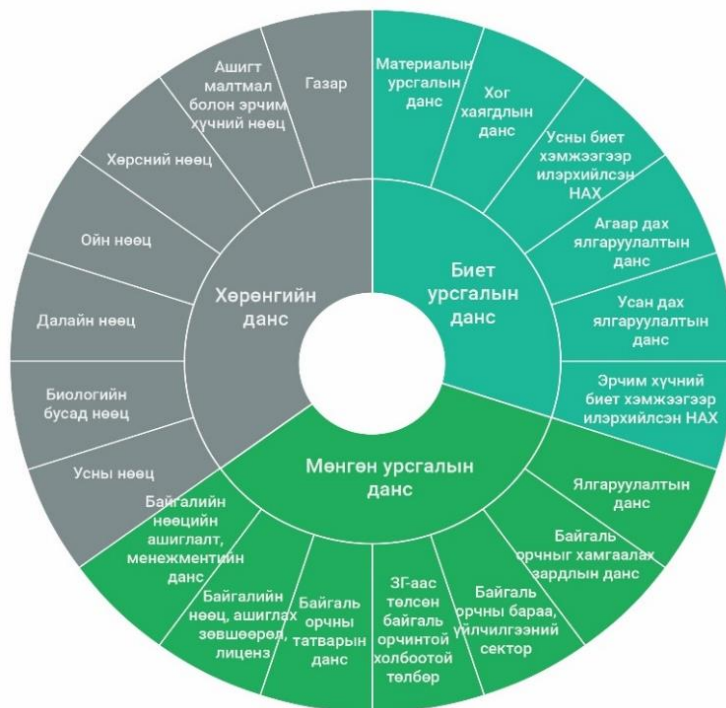 Хөрөнгийн
данс
Газар
Ашигт
малтмал
болон эрчим
хүчний нөөц
Хөрсний нөөц
Ойн нөөц
Далайн нөөц
Биологийн
бусад нөөц
Усны нөөц
Биет
урсгалын
данс
Материалын
урсгалын
данс
Хог
хаягдлын
данс
Усны биет
хэмжээгээр
илэрхийлсэн
НАХ
Агаар дах
ялгаруулалтын
данс
Усан дах
ялгаруулалтын
данс
Эрчим хүчний
биет хэмжээгээр
илэрхийлсэн НАХ
Мөнгөн урсгалын
данс
Ялгаруулалтын
данс
Байгаль
орчныг хамгаалах
зардлын данс
Байгаль
орчны бараа,
үйлчилгээний
сектор
ЗГ-аас
төлсөн
байгаль
орчинтой
холбоотой
төлбөр
Байгаль
орчны
татварын
данс
Байгалийн
нөөц, ашиглах
зөвшөөрөл,
лиценз
Байгалийн
нөөцийн
ашиглалт,
менежментийн
данс